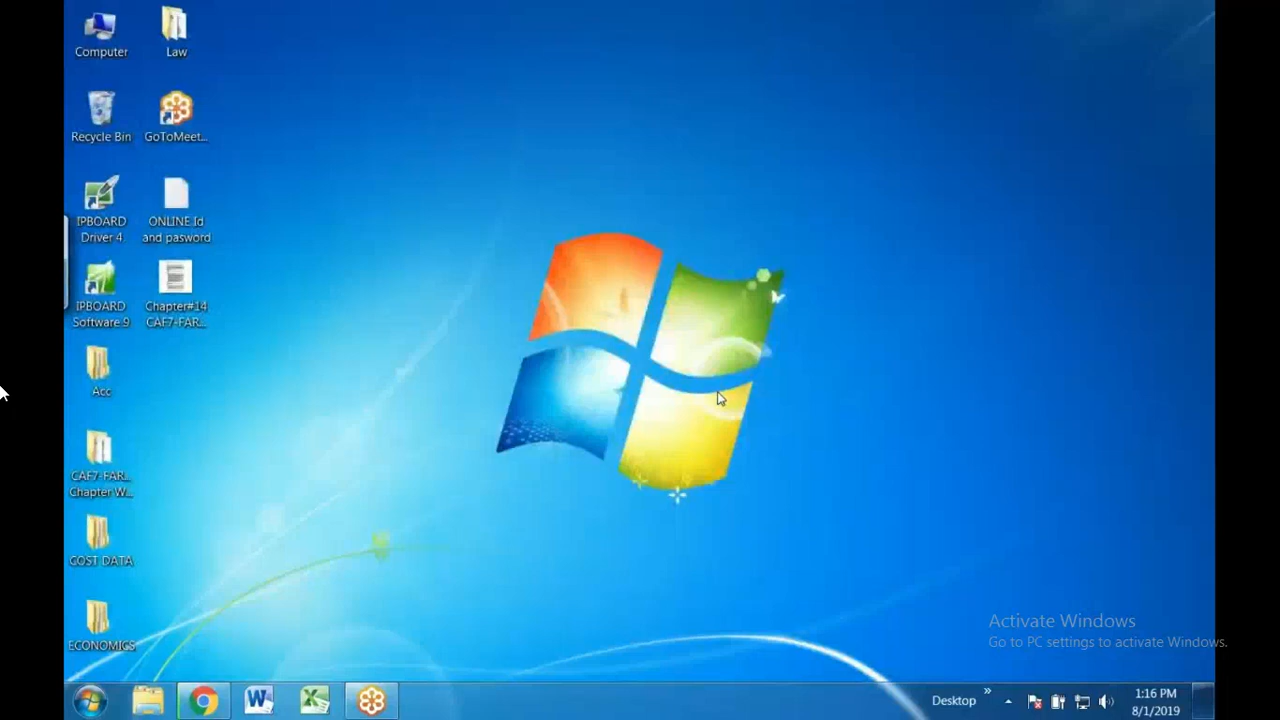 Computer
Law
Recycle Bin
GoToMeet...
IPBOARD
Driver 4
ONLINE Id
and pasword
IPBOARD
Software 9
Chapter#14
CAF7-FAR...
Acc
CAF7-FAR...
Chapter W...
COST DATA
ECONOMICS
Activate Windows
Go to PC settings to activate Windows.
Desktop
»
1:16 PM
8/1/2019